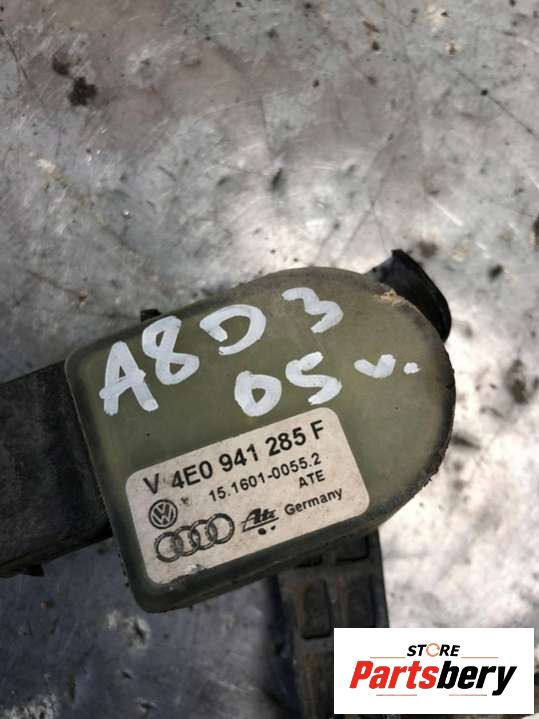 A8D3
05 v.
V 4E0 941 285 F
15.1601-0055.2
ATE
Ate Germany
STORE
Partsbery